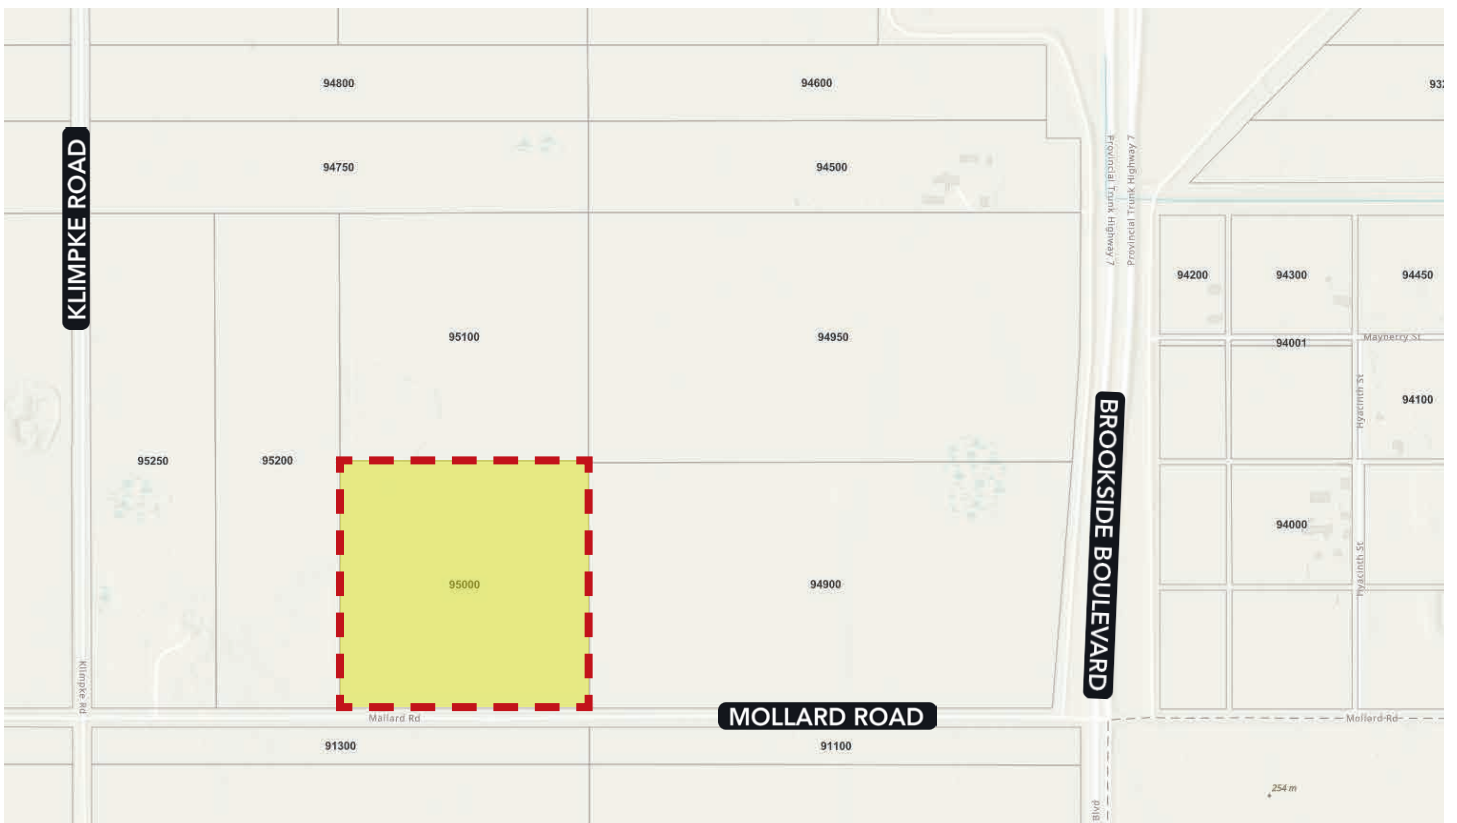 94800
94600
94750
94500
KLIMPKE ROAD
Provincial Trunk Highway 7
Provincial Trunk Highway 7
94200
94300
94450
95100
94950
94001
Mayberry St
Hyacinth St
94100
95250
95200
BROOKSIDE BOULEVARD
94000
Hyacinth St
95000
94900
Klimpke Rd
Mallard Rd
MOLLARD ROAD
Mollard Rd
91300
91100
254 m
Blvd